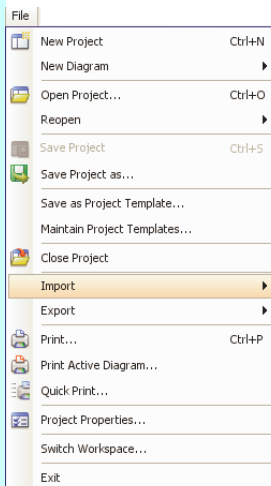 File
New Project Ctrl+N
New Diagram
Open Project... Ctrl+O
Reopen
Save Project Ctrl+S
Save Project as...
Save as Project Template...
Maintain Project Templates...
Close Project
Import
Export
Print... Ctrl+P
Print Active Diagram...
Quick Print...
Project Properties...
Switch Workspace...
Exit